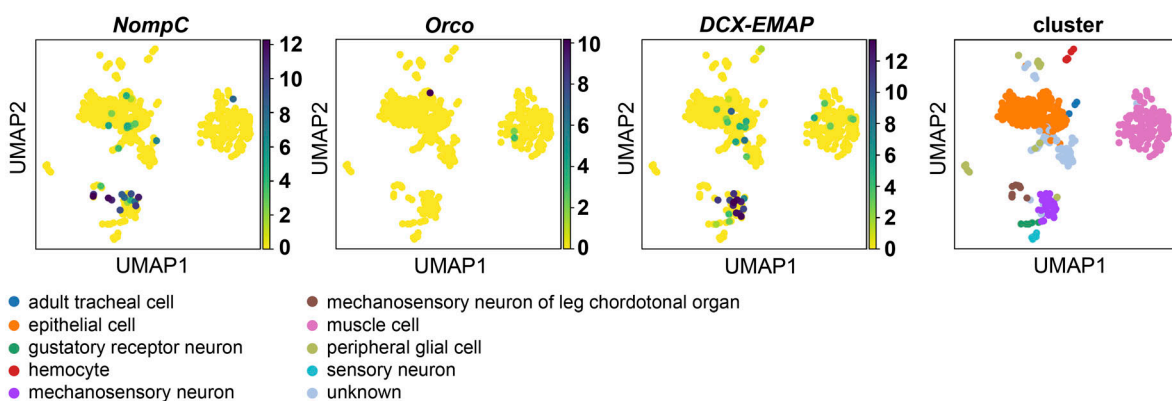 NompC
Orco
DCX-EMAP
cluster
UMAP2
UMAP1
12
10
8
6
4
2
0
UMAP2
UMAP1
10
8
6
4
2
0
UMAP2
UMAP1
12
10
8
6
4
2
0
UMAP2
UMAP1
adult tracheal cell
epithelial cell
gustatory receptor neuron
hemocyte
mechanosensory neuron
mechanosensory neuron of leg chordotonal organ
muscle cell
peripheral glial cell
sensory neuron
unknown